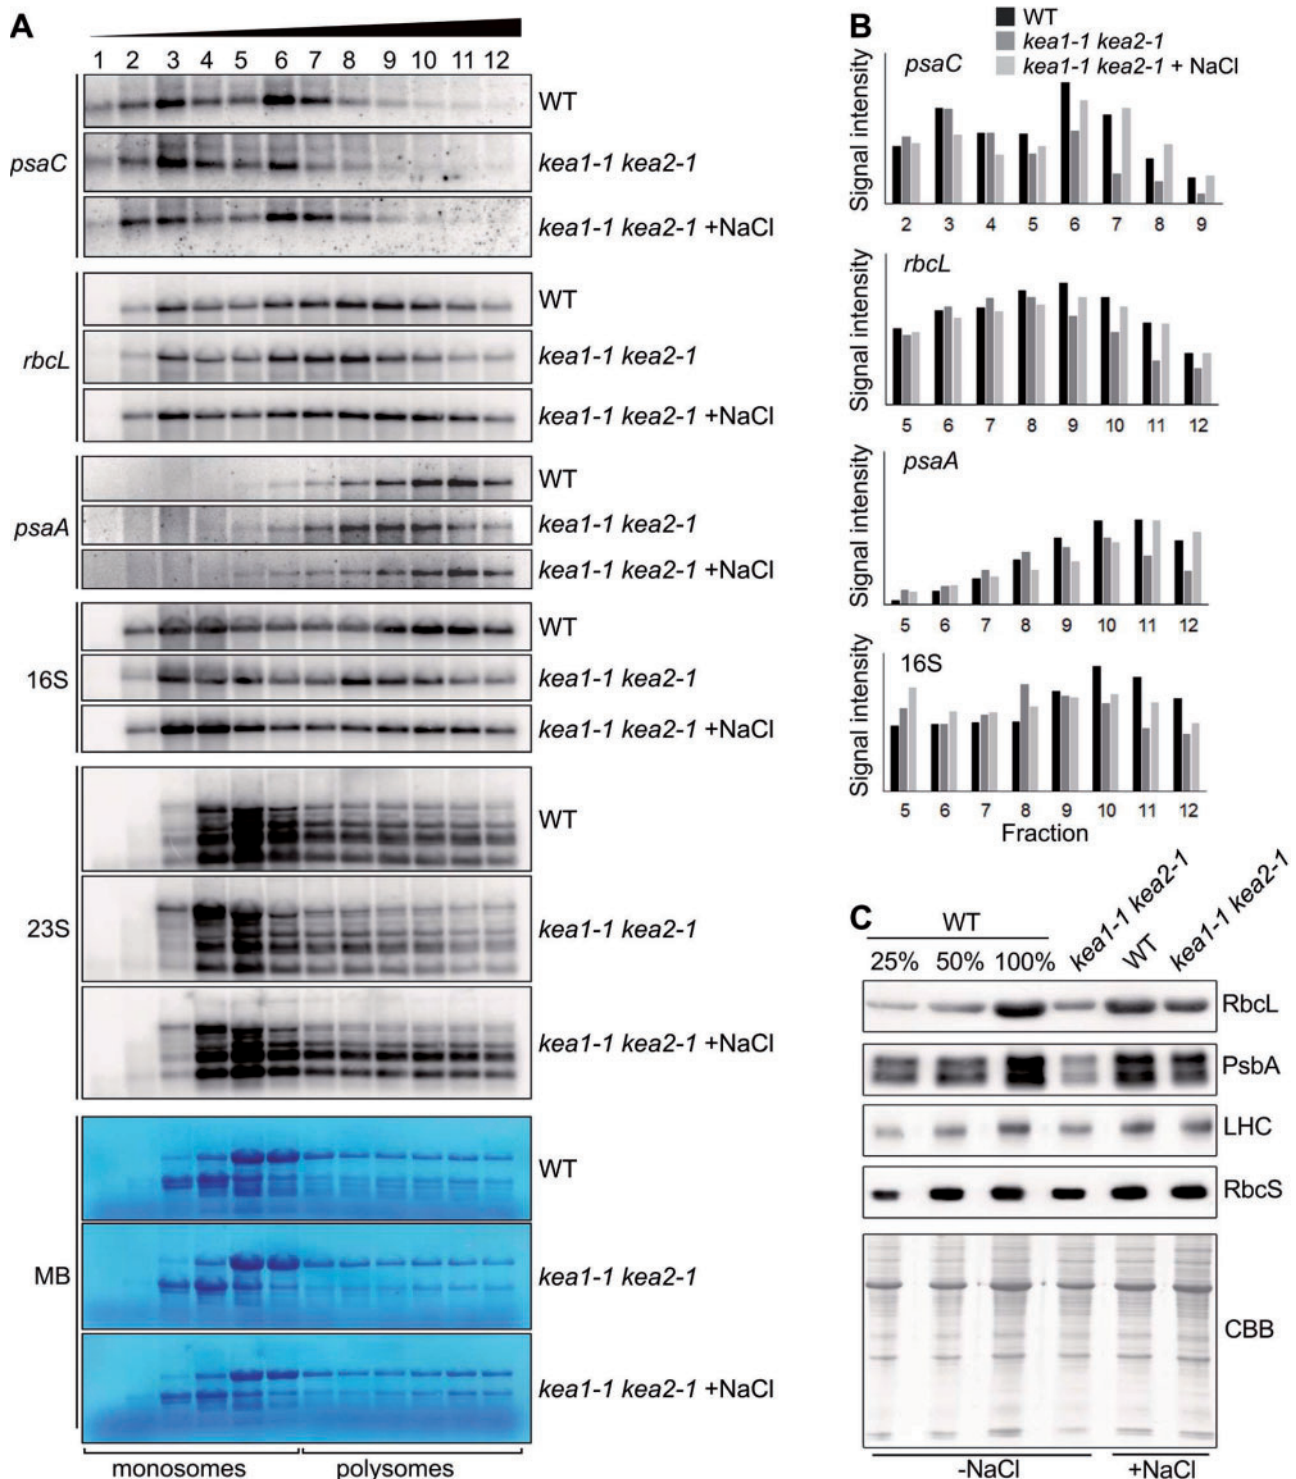 A
1 2 3 4 5 6 7 8 9 10 11 12
psaC
WT
kea1-1 kea2-1
kea1-1 kea2-1 +NaCl
rbcL
WT
kea1-1 kea2-1
kea1-1 kea2-1 +NaCl
psaA
WT
kea1-1 kea2-1
kea1-1 kea2-1 +NaCl
16S
WT
kea1-1 kea2-1
kea1-1 kea2-1 +NaCl
23S
WT
kea1-1 kea2-1
kea1-1 kea2-1 +NaCl
MB
WT
kea1-1 kea2-1
kea1-1 kea2-1 +NaCl
monosomes polysomes
B
WT
kea1-1 kea2-1
kea1-1 kea2-1 + NaCl
psaC
Signal intensity
2 3 4 5 6 7 8 9
rbcL
Signal intensity
5 6 7 8 9 10 11 12
psaA
Signal intensity
5 6 7 8 9 10 11 12
16S
Signal intensity
5 6 7 8 9 10 11 12
Fraction
C
WT
25% 50% 100% kea1-1 kea2-1 WT kea1-1 kea2-1
RbcL
PsbA
LHC
RbcS
CBB
-NaCl +NaCl